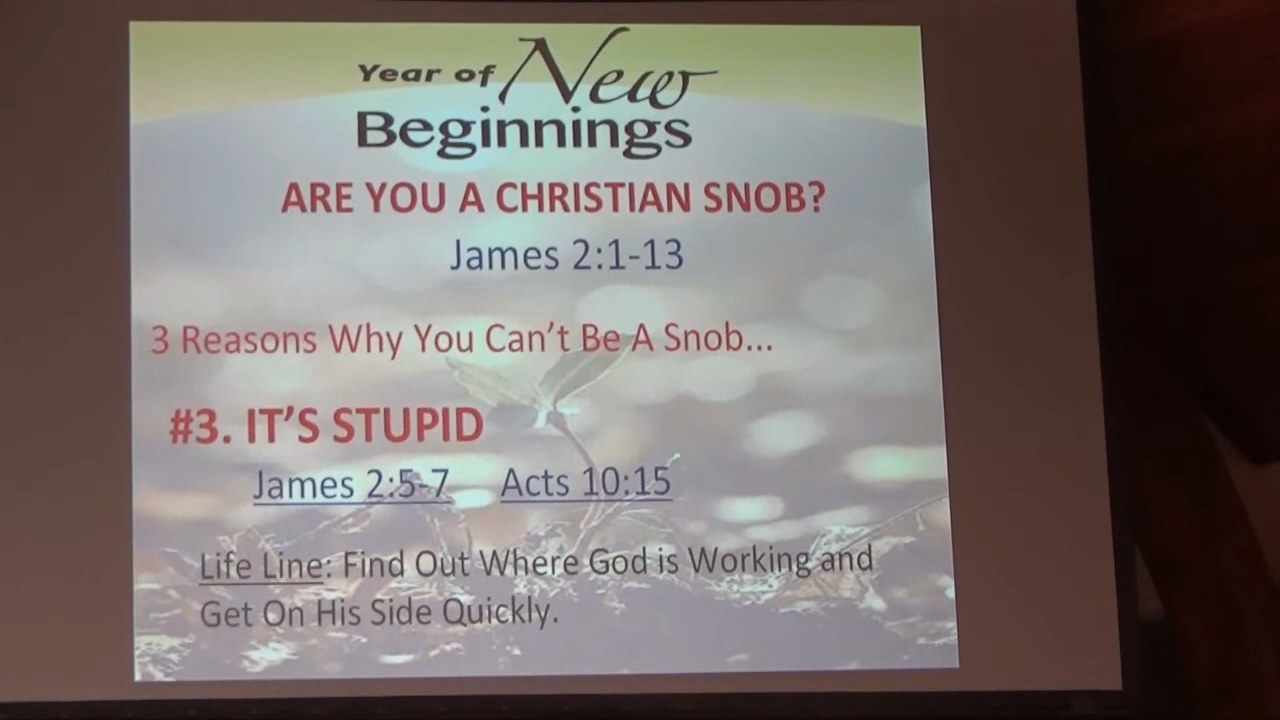 Year of New
Beginnings
ARE YOU A CHRISTIAN SNOB?
James 2:1-13
3 Reasons Why You Can't Be A Snob...
#3. IT'S STUPID
James 2:5-7 Acts 10:15
Life Line: Find Out Where God is Working and
Get On His Side Quickly.